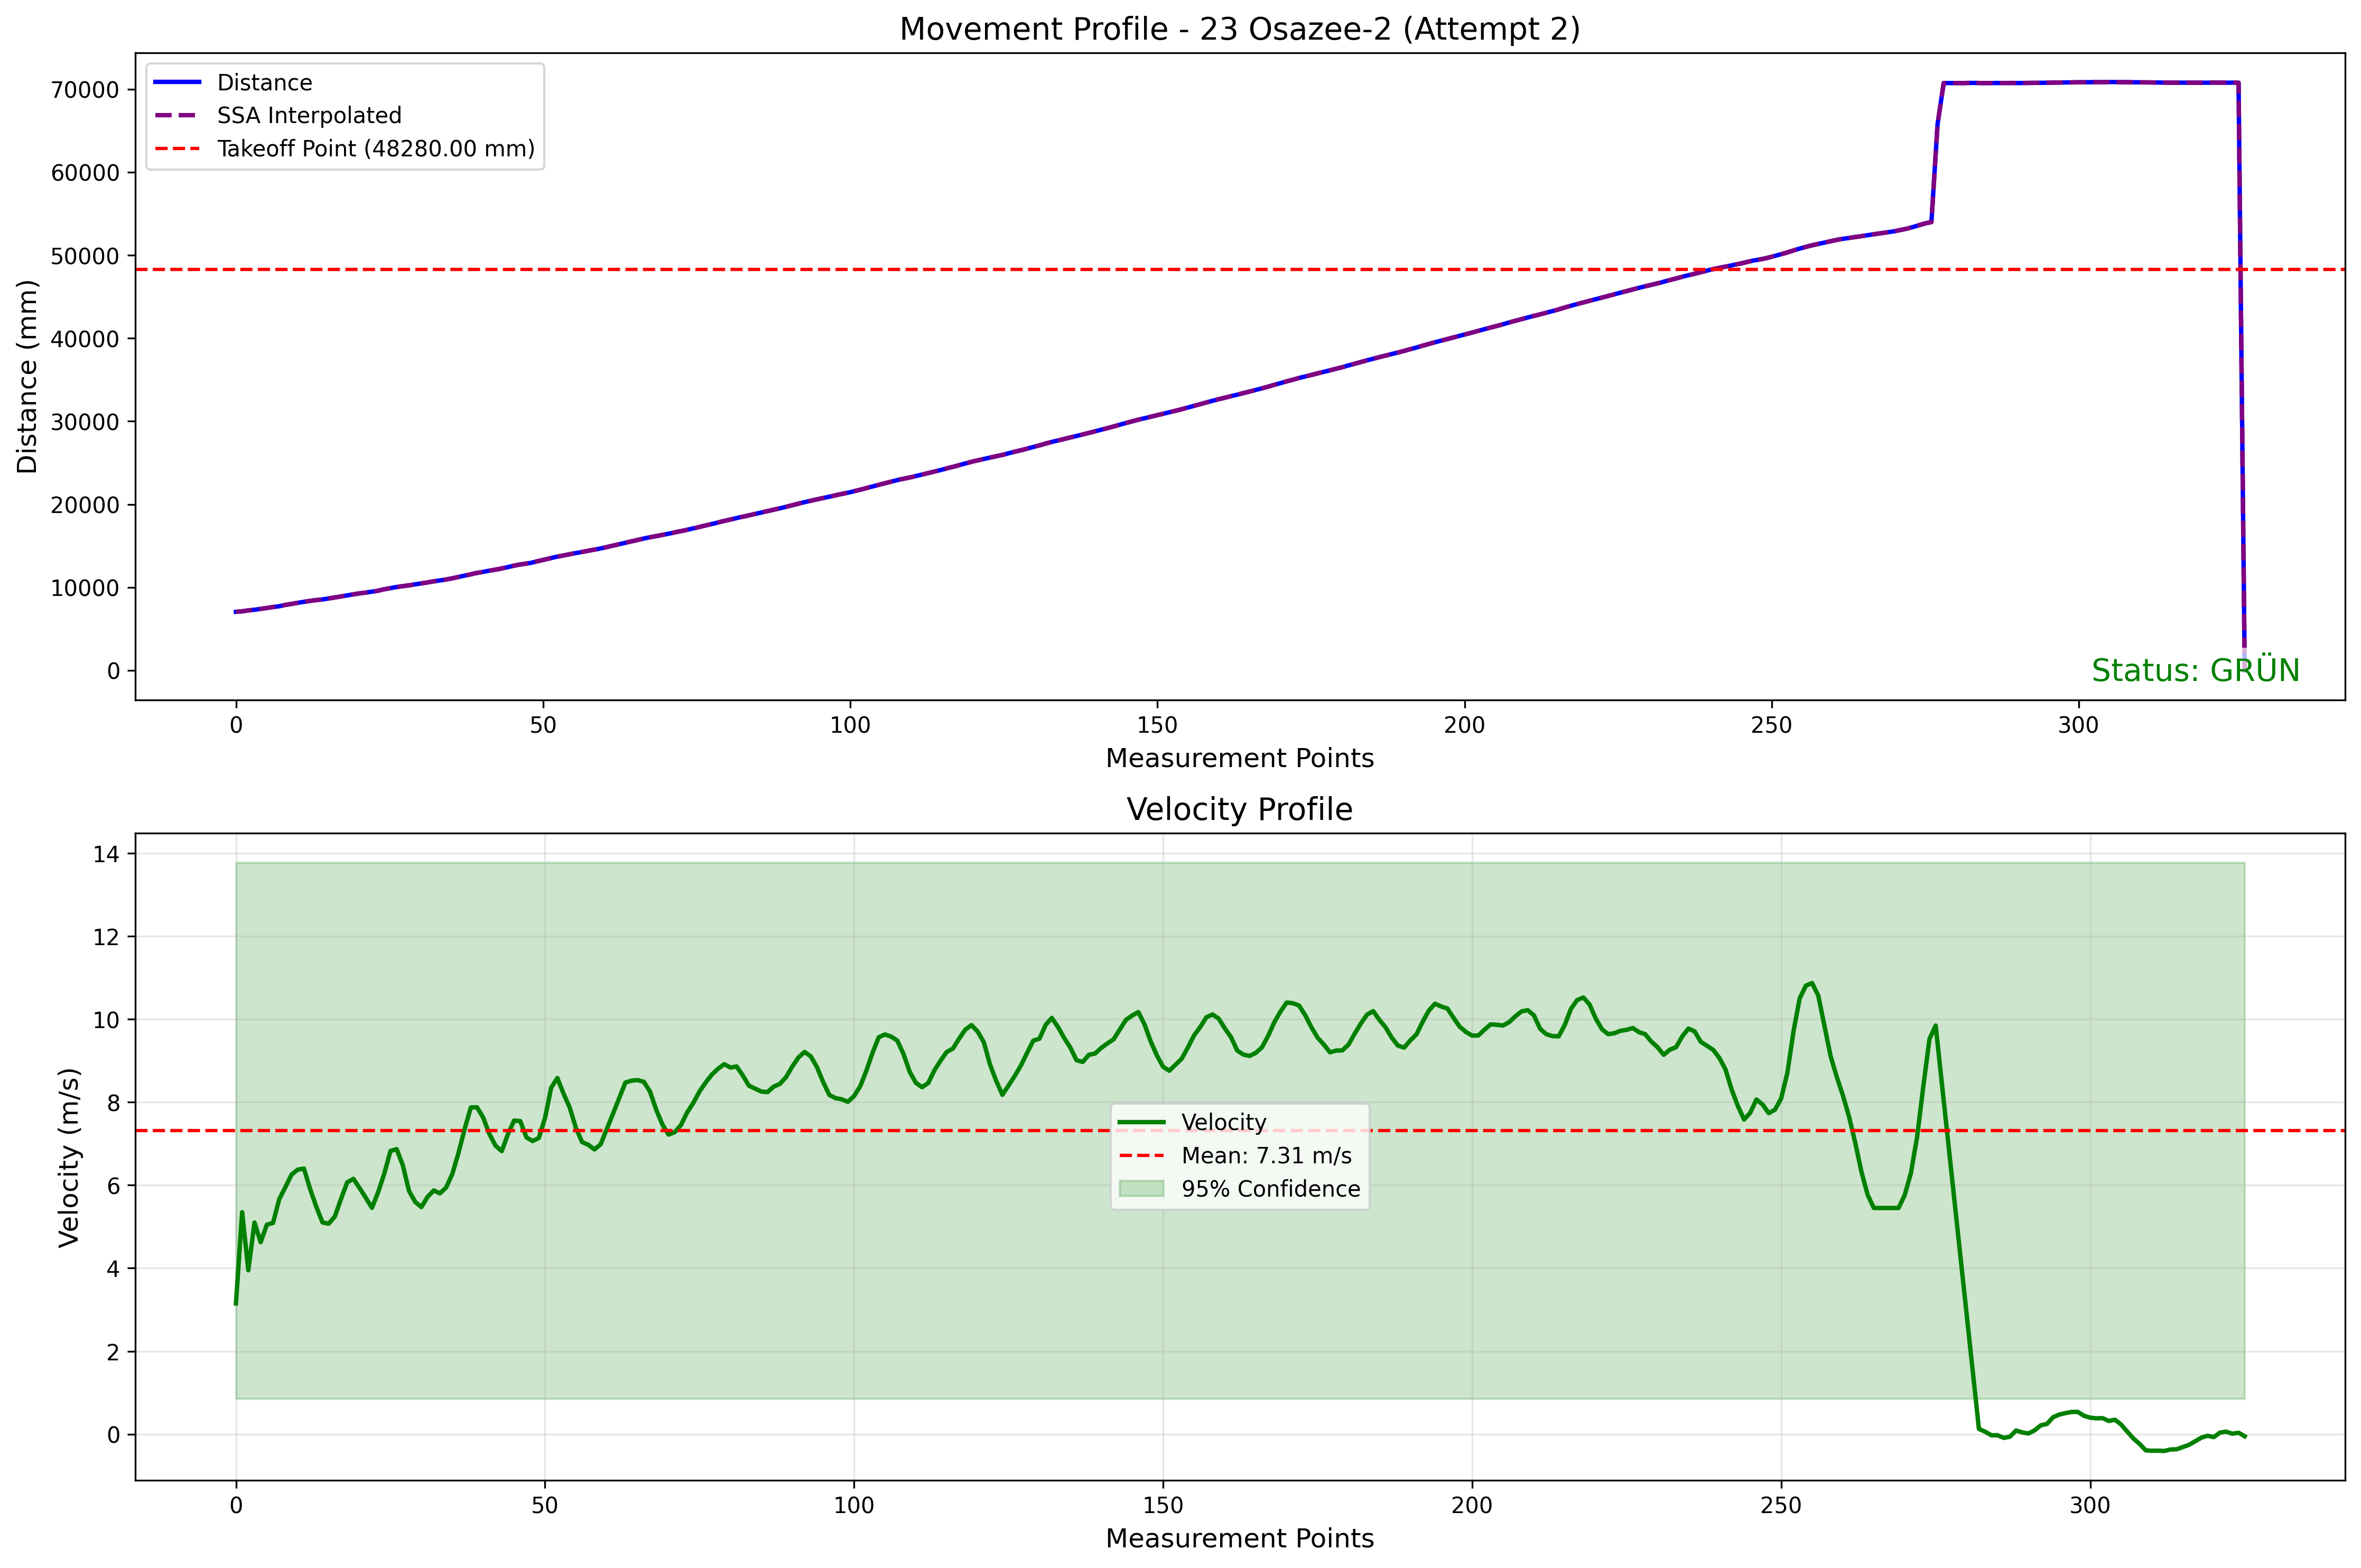 Movement Profile - 23 Osazee-2 (Attempt 2)
Distance
SSA Interpolated
Takeoff Point (48280.00 mm)
Distance (mm)
70000
60000
50000
40000
30000
20000
10000
0
Status: GRÜN
0 50 100 150 200 250 300
Measurement Points
Velocity Profile
Velocity (m/s)
14
12
10
8
6
4
2
0
Velocity
Mean: 7.31 m/s
95% Confidence
0 50 100 150 200 250 300
Measurement Points